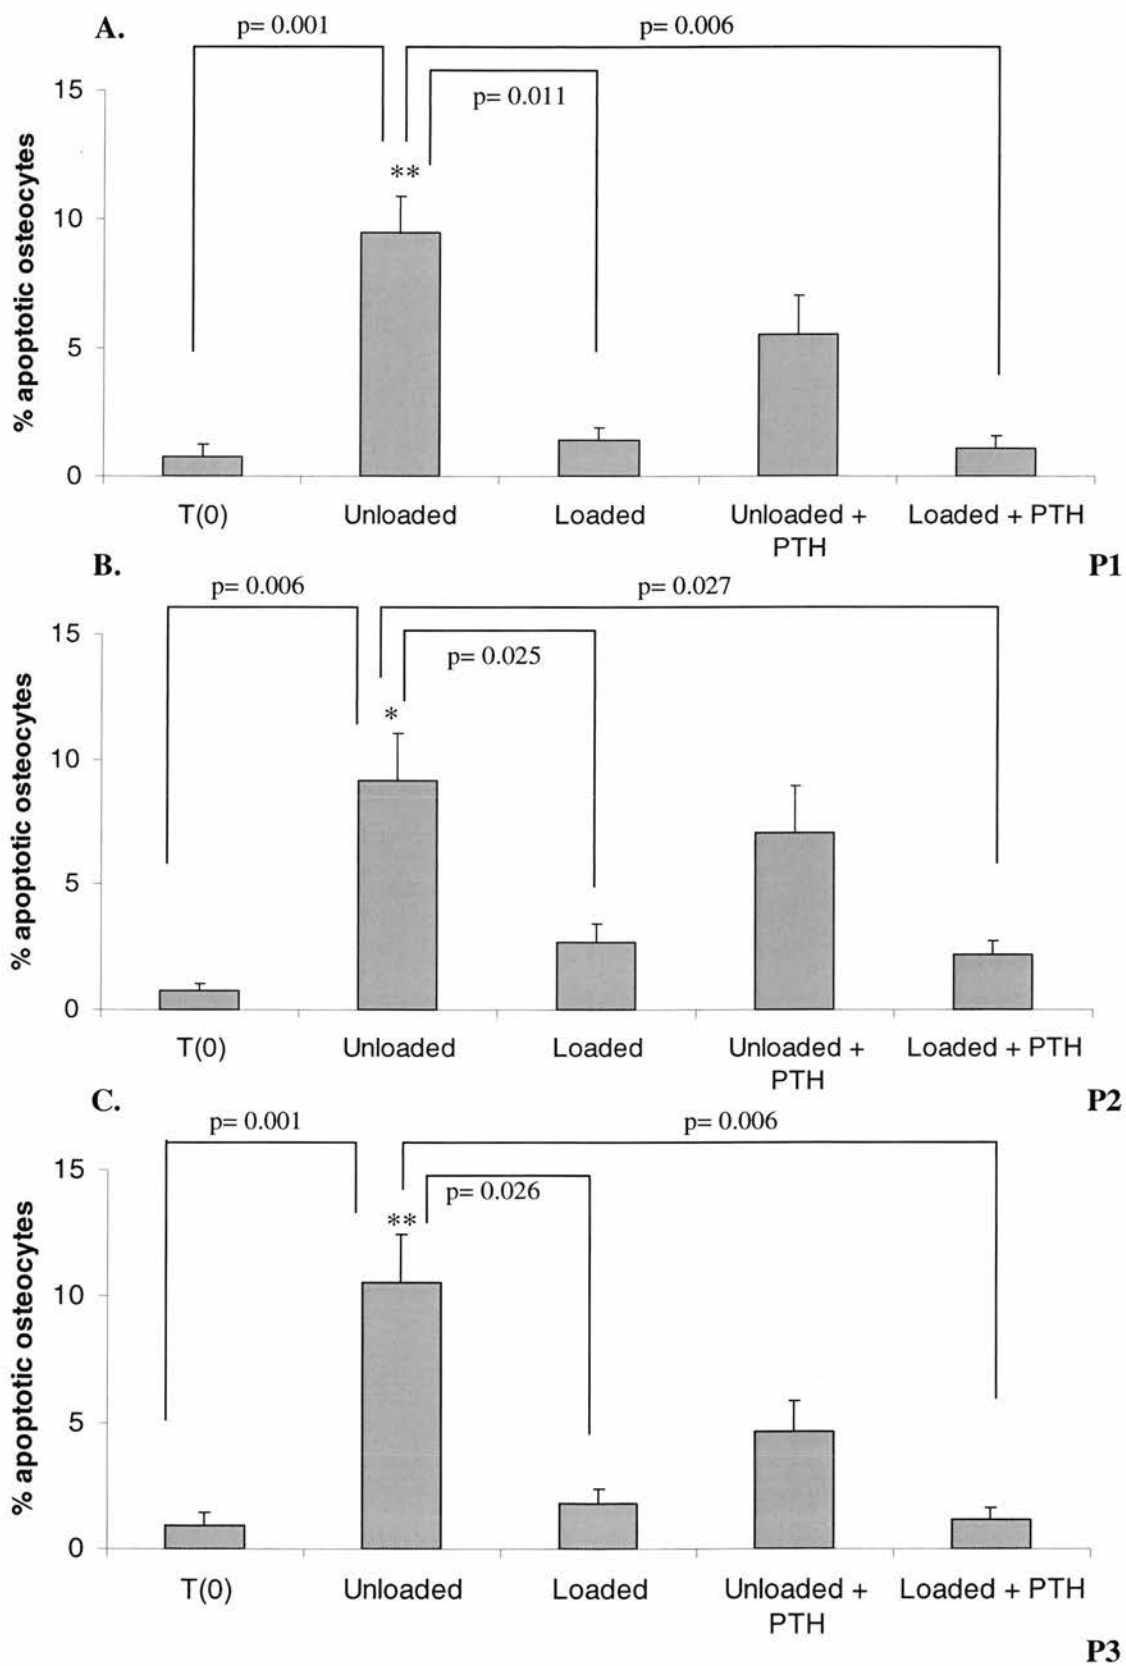 A.
p= 0.001
p= 0.006
p= 0.011
15
**
10
5
0
% apoptotic osteocytes
T(0) Unloaded Loaded Unloaded + Loaded + PTH
PTH
P1
B.
p= 0.006
p= 0.027
15
p= 0.025
*
10
5
0
% apoptotic osteocytes
T(0) Unloaded Loaded Unloaded + Loaded + PTH
PTH
P2
C.
p= 0.001
p= 0.006
15
p= 0.026
**
10
5
0
% apoptotic osteocytes
T(0) Unloaded Loaded Unloaded + Loaded + PTH
PTH
P3